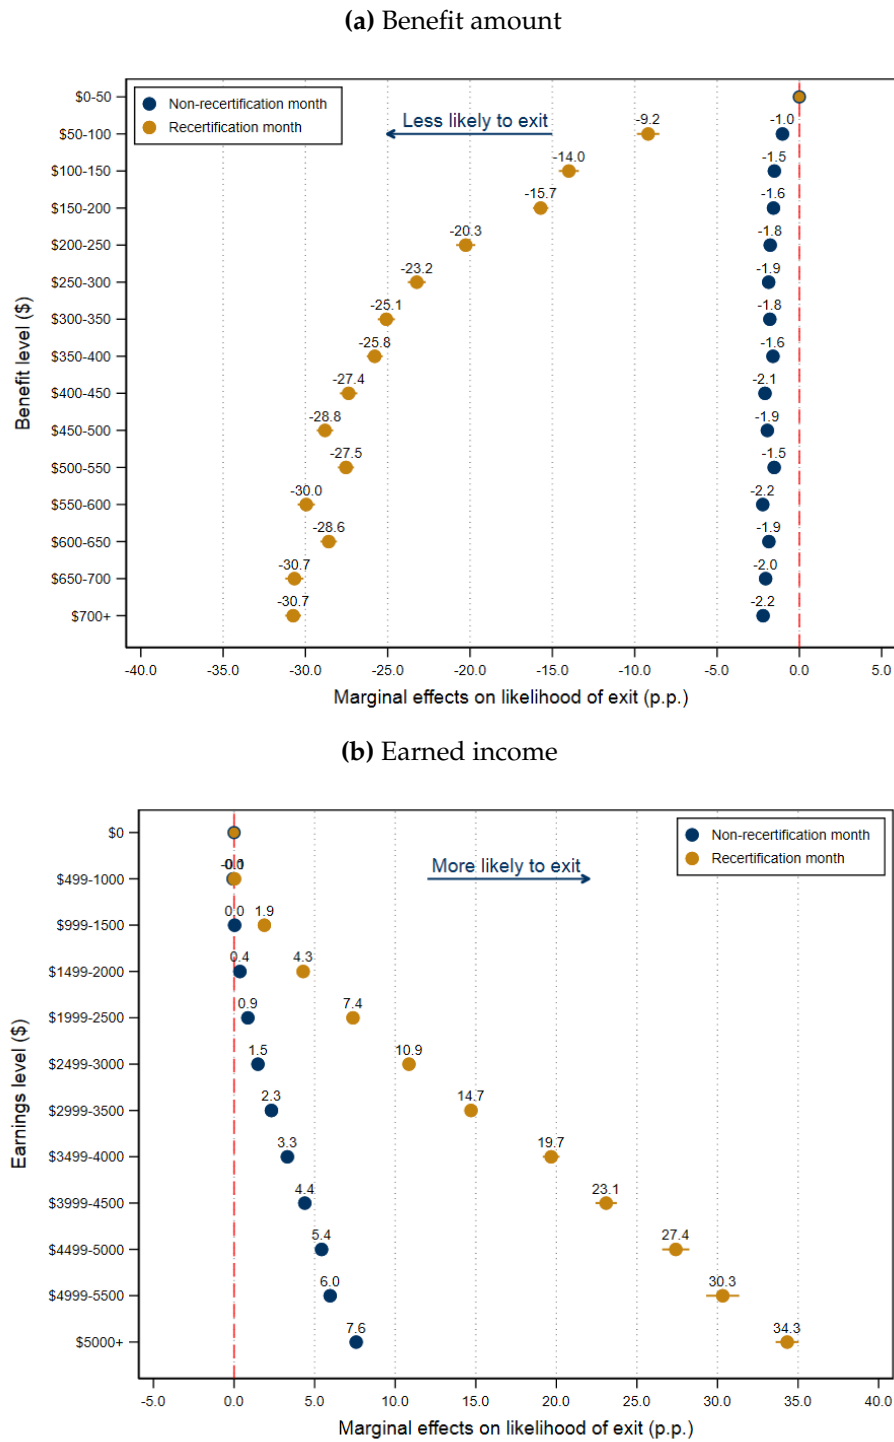 (a) Benefit amount
Non-recertification month
Recertification month
Less likely to exit
Benefit level ($)
$0-50
$50-100 -9.2 -1.0
$100-150 -14.0 -1.5
$150-200 -15.7 -1.6
$200-250 -20.3 -1.8
$250-300 -23.2 -1.9
$300-350 -25.1 -1.8
$350-400 -25.8 -1.6
$400-450 -27.4 -2.1
$450-500 -28.8 -1.9
$500-550 -27.5 -1.5
$550-600 -30.0 -2.2
$600-650 -28.6 -1.9
$650-700 -30.7 -2.0
$700+ -30.7 -2.2
-40.0 -35.0 -30.0 -25.0 -20.0 -15.0 -10.0 -5.0 0.0 5.0
Marginal effects on likelihood of exit (p.p.)
(b) Earned income
Non-recertification month
Recertification month
More likely to exit
Earnings level ($)
$0
$499-1000
$999-1500 0.0 1.9
$1499-2000 0.4 4.3
$1999-2500 0.9 7.4
$2499-3000 1.5 10.9
$2999-3500 2.3 14.7
$3499-4000 3.3 19.7
$3999-4500 4.4 23.1
$4499-5000 5.4 27.4
$4999-5500 6.0 30.3
$5000+ 7.6 34.3
-5.0 0.0 5.0 10.0 15.0 20.0 25.0 30.0 35.0 40.0
Marginal effects on likelihood of exit (p.p.)